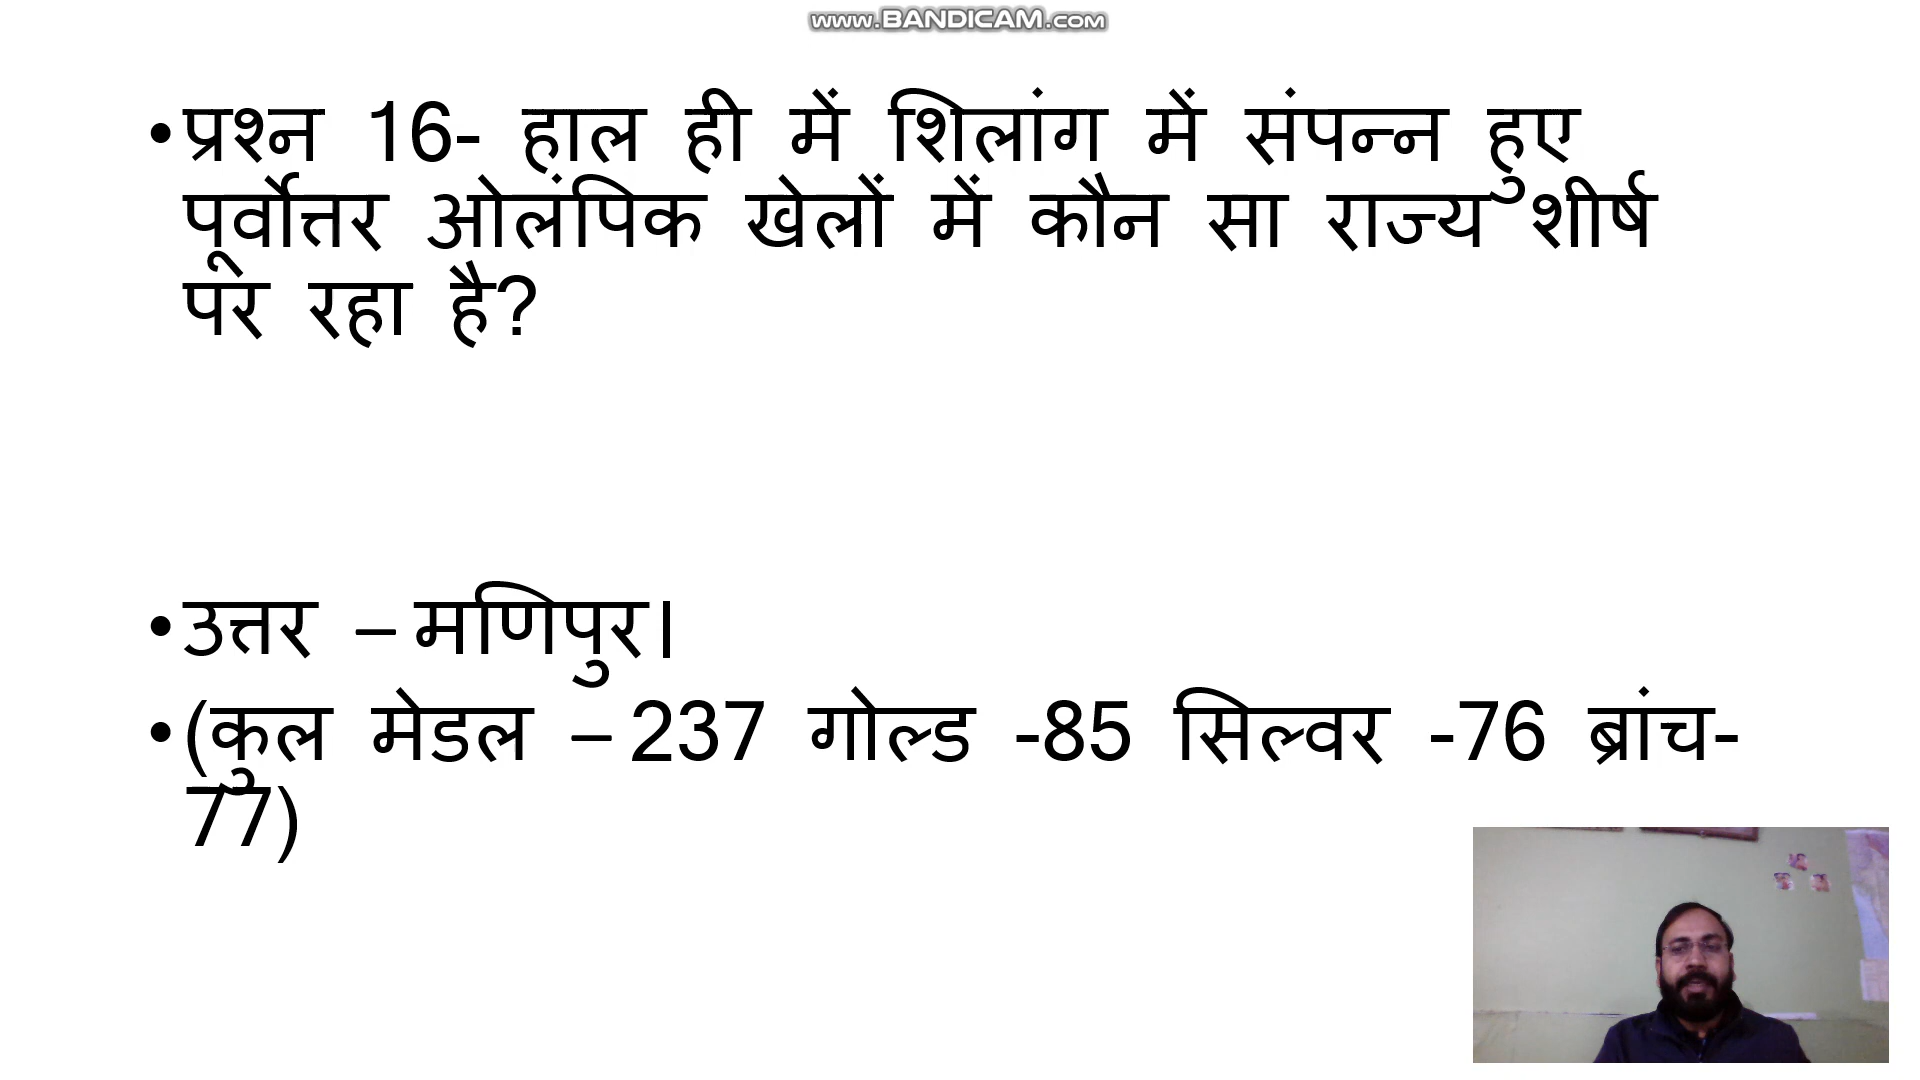 www.BANDICAM.com
•प्रश्न 16- हाल ही में शिलांग में संपन्न हुए
पूर्वोत्तर ओलंपिक खेलों में कौन सा राज्य शीर्ष
पर रहा है?
•उत्तर –मणिपुर।
•(कुल मेडल –237 गोल्ड -85 सिल्वर -76 ब्रांच-
77)